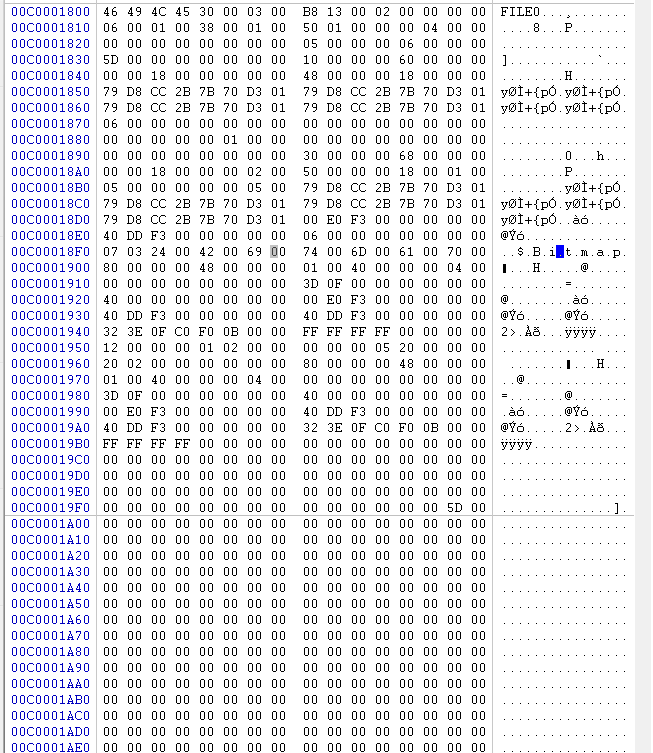 00C0001800 46 49 4C 45 30 00 03 00 B8 13 00 02 00 00 00 00 FILE0...¸.......
00C0001810 06 00 01 00 38 00 01 00 50 01 00 00 00 04 00 00 ....8...P.......
00C0001820 00 00 00 00 00 00 00 00 05 00 00 00 06 00 00 00 ................
00C0001830 5D 00 00 00 00 00 00 00 10 00 00 00 60 00 00 00 ]...........`...
00C0001840 00 00 18 00 00 00 00 00 48 00 00 00 18 00 00 00 ........H.......
00C0001850 79 D8 CC 2B 7B 70 D3 01 79 D8 CC 2B 7B 70 D3 01 yØÌ+{pÓ.yØÌ+{pÓ.
00C0001860 79 D8 CC 2B 7B 70 D3 01 79 D8 CC 2B 7B 70 D3 01 yØÌ+{pÓ.yØÌ+{pÓ.
00C0001870 06 00 00 00 00 00 00 00 00 00 00 00 00 00 00 00 ................
00C0001880 00 00 00 00 00 01 00 00 00 00 00 00 00 00 00 00 ................
00C0001890 00 00 00 00 00 00 00 00 30 00 00 00 68 00 00 00 ........0...h...
00C00018A0 00 00 18 00 00 00 02 00 50 00 00 00 18 00 01 00 ........P.......
00C00018B0 05 00 00 00 00 00 05 00 79 D8 CC 2B 7B 70 D3 01 ........yØÌ+{pÓ.
00C00018C0 79 D8 CC 2B 7B 70 D3 01 79 D8 CC 2B 7B 70 D3 01 yØÌ+{pÓ.yØÌ+{pÓ.
00C00018D0 79 D8 CC 2B 7B 70 D3 01 00 E0 F3 00 00 00 00 00 yØÌ+{pÓ..àó.....
00C00018E0 40 DD F3 00 00 00 00 00 06 00 00 00 00 00 00 00 @Ýó.............
00C00018F0 07 03 24 00 42 00 69 00 74 00 6D 00 61 00 70 00 ..$.B.i.t.m.a.p.
00C0001900 80 00 00 00 48 00 00 00 01 00 40 00 00 00 04 00 ...H.....@.....
00C0001910 00 00 00 00 00 00 00 00 3D 0F 00 00 00 00 00 00 ........=.......
00C0001920 40 00 00 00 00 00 00 00 00 E0 F3 00 00 00 00 00 @........àó.....
00C0001930 40 DD F3 00 00 00 00 00 40 DD F3 00 00 00 00 00 @Ýó.....@Ýó.....
00C0001940 32 3E 0F C0 F0 0B 00 00 FF FF FF FF 00 00 00 00 2>.Àð...ÿÿÿÿ....
00C0001950 12 00 00 00 01 02 00 00 00 00 00 05 20 00 00 00 ............ ...
00C0001960 20 02 00 00 00 00 00 00 80 00 00 00 48 00 00 00  ...........H...
00C0001970 01 00 40 00 00 00 04 00 00 00 00 00 00 00 00 00 ..@.............
00C0001980 3D 0F 00 00 00 00 00 00 40 00 00 00 00 00 00 00 =.......@.......
00C0001990 00 E0 F3 00 00 00 00 00 40 DD F3 00 00 00 00 00 .àó.....@Ýó.....
00C00019A0 40 DD F3 00 00 00 00 00 32 3E 0F C0 F0 0B 00 00 @Ýó.....2>.Àð...
00C00019B0 FF FF FF FF 00 00 00 00 00 00 00 00 00 00 00 00 ÿÿÿÿ............
00C00019C0 00 00 00 00 00 00 00 00 00 00 00 00 00 00 00 00 ................
00C00019D0 00 00 00 00 00 00 00 00 00 00 00 00 00 00 00 00 ................
00C00019E0 00 00 00 00 00 00 00 00 00 00 00 00 00 00 00 00 ................
00C00019F0 00 00 00 00 00 00 00 00 00 00 00 00 00 00 5D 00 ..............].
00C0001A00 00 00 00 00 00 00 00 00 00 00 00 00 00 00 00 00 ................
00C0001A10 00 00 00 00 00 00 00 00 00 00 00 00 00 00 00 00 ................
00C0001A20 00 00 00 00 00 00 00 00 00 00 00 00 00 00 00 00 ................
00C0001A30 00 00 00 00 00 00 00 00 00 00 00 00 00 00 00 00 ................
00C0001A40 00 00 00 00 00 00 00 00 00 00 00 00 00 00 00 00 ................
00C0001A50 00 00 00 00 00 00 00 00 00 00 00 00 00 00 00 00 ................
00C0001A60 00 00 00 00 00 00 00 00 00 00 00 00 00 00 00 00 ................
00C0001A70 00 00 00 00 00 00 00 00 00 00 00 00 00 00 00 00 ................
00C0001A80 00 00 00 00 00 00 00 00 00 00 00 00 00 00 00 00 ................
00C0001A90 00 00 00 00 00 00 00 00 00 00 00 00 00 00 00 00 ................
00C0001AA0 00 00 00 00 00 00 00 00 00 00 00 00 00 00 00 00 ................
00C0001AB0 00 00 00 00 00 00 00 00 00 00 00 00 00 00 00 00 ................
00C0001AC0 00 00 00 00 00 00 00 00 00 00 00 00 00 00 00 00 ................
00C0001AD0 00 00 00 00 00 00 00 00 00 00 00 00 00 00 00 00 ................
00C0001AE0 00 00 00 00 00 00 00 00 00 00 00 00 00 00 00 00 ................